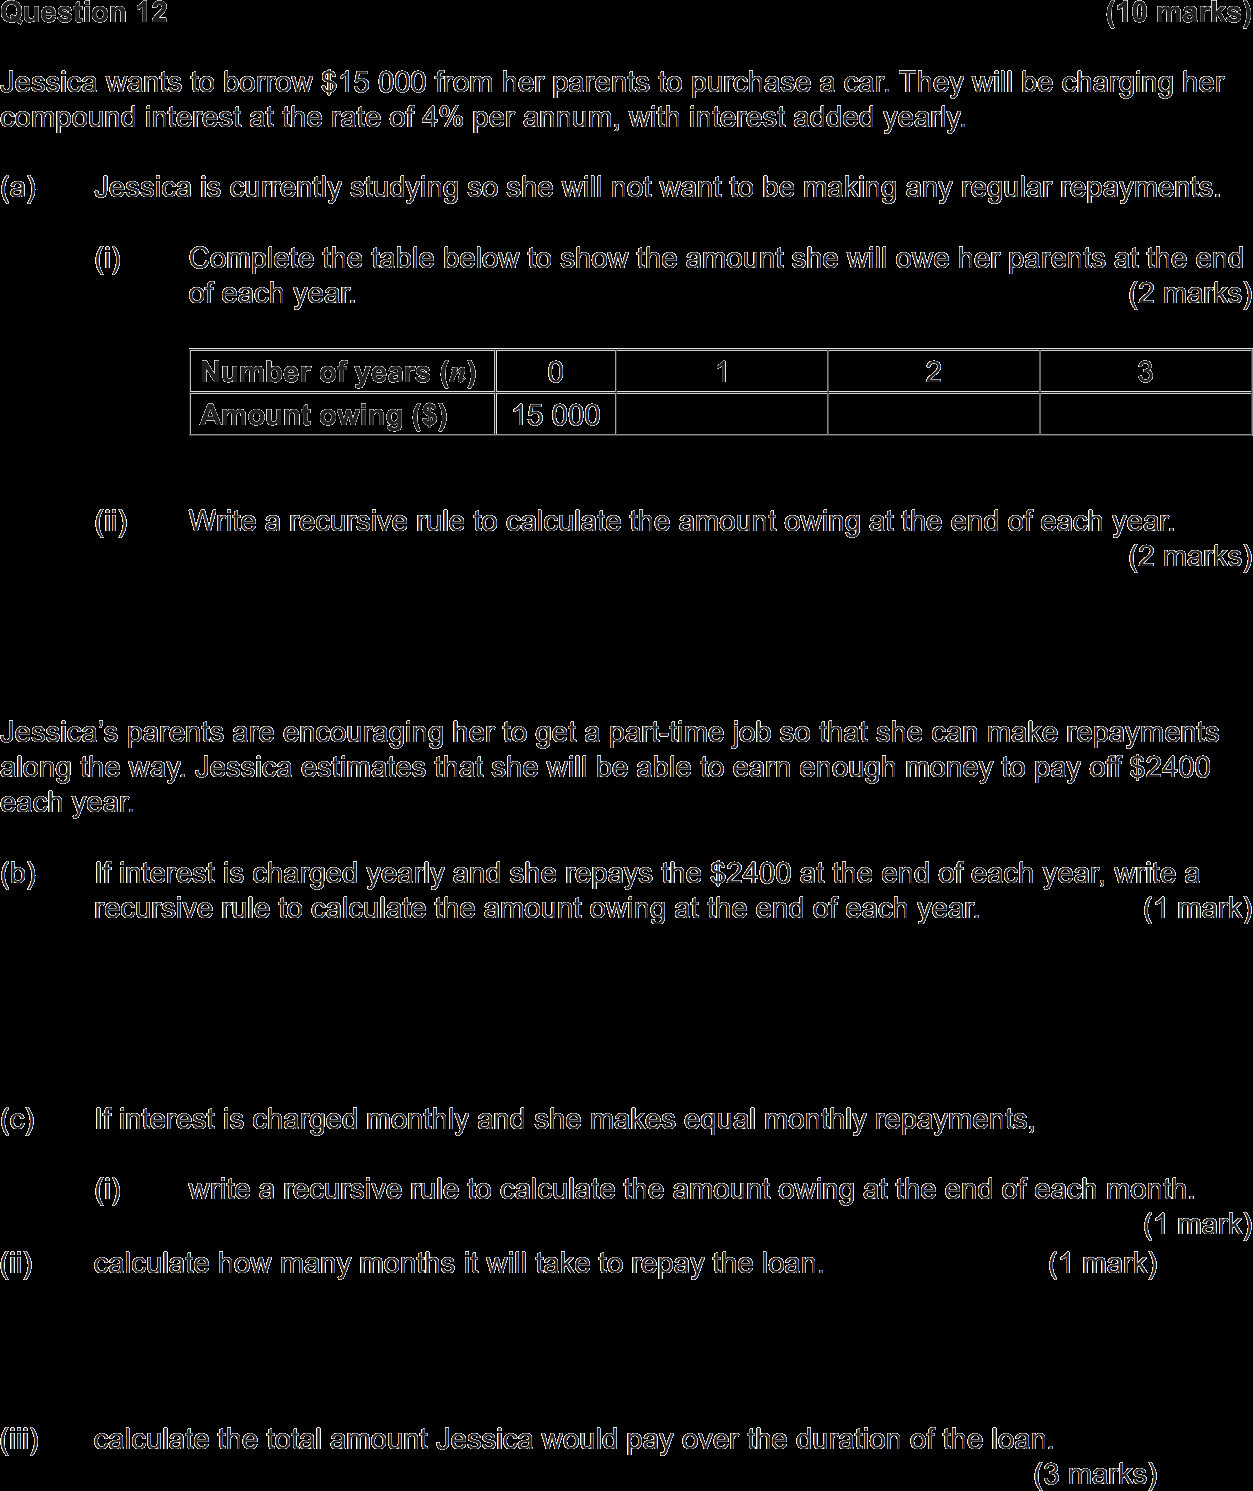 Question 12 (10 marks)
Jessica wants to borrow $15 000 from her parents to purchase a car. They will be charging her
compound interest at the rate of 4% per annum, with interest added yearly.
(a) Jessica is currently studying so she will not want to be making any regular repayments.
(i) Complete the table below to show the amount she will owe her parents at the end
of each year. (2 marks)
Number of years (n) 0 1 2 3
Amount owing ($) 15 000
(ii) Write a recursive rule to calculate the amount owing at the end of each year.
(2 marks)
Jessica's parents are encouraging her to get a part-time job so that she can make repayments
along the way. Jessica estimates that she will be able to earn enough money to pay off $2400
each year.
(b) If interest is charged yearly and she repays the $2400 at the end of each year, write a
recursive rule to calculate the amount owing at the end of each year. (1 mark)
(c) If interest is charged monthly and she makes equal monthly repayments,
(i) write a recursive rule to calculate the amount owing at the end of each month.
(1 mark)
(ii) calculate how many months it will take to repay the loan. (1 mark)
(iii) calculate the total amount Jessica would pay over the duration of the loan.
(3 marks)